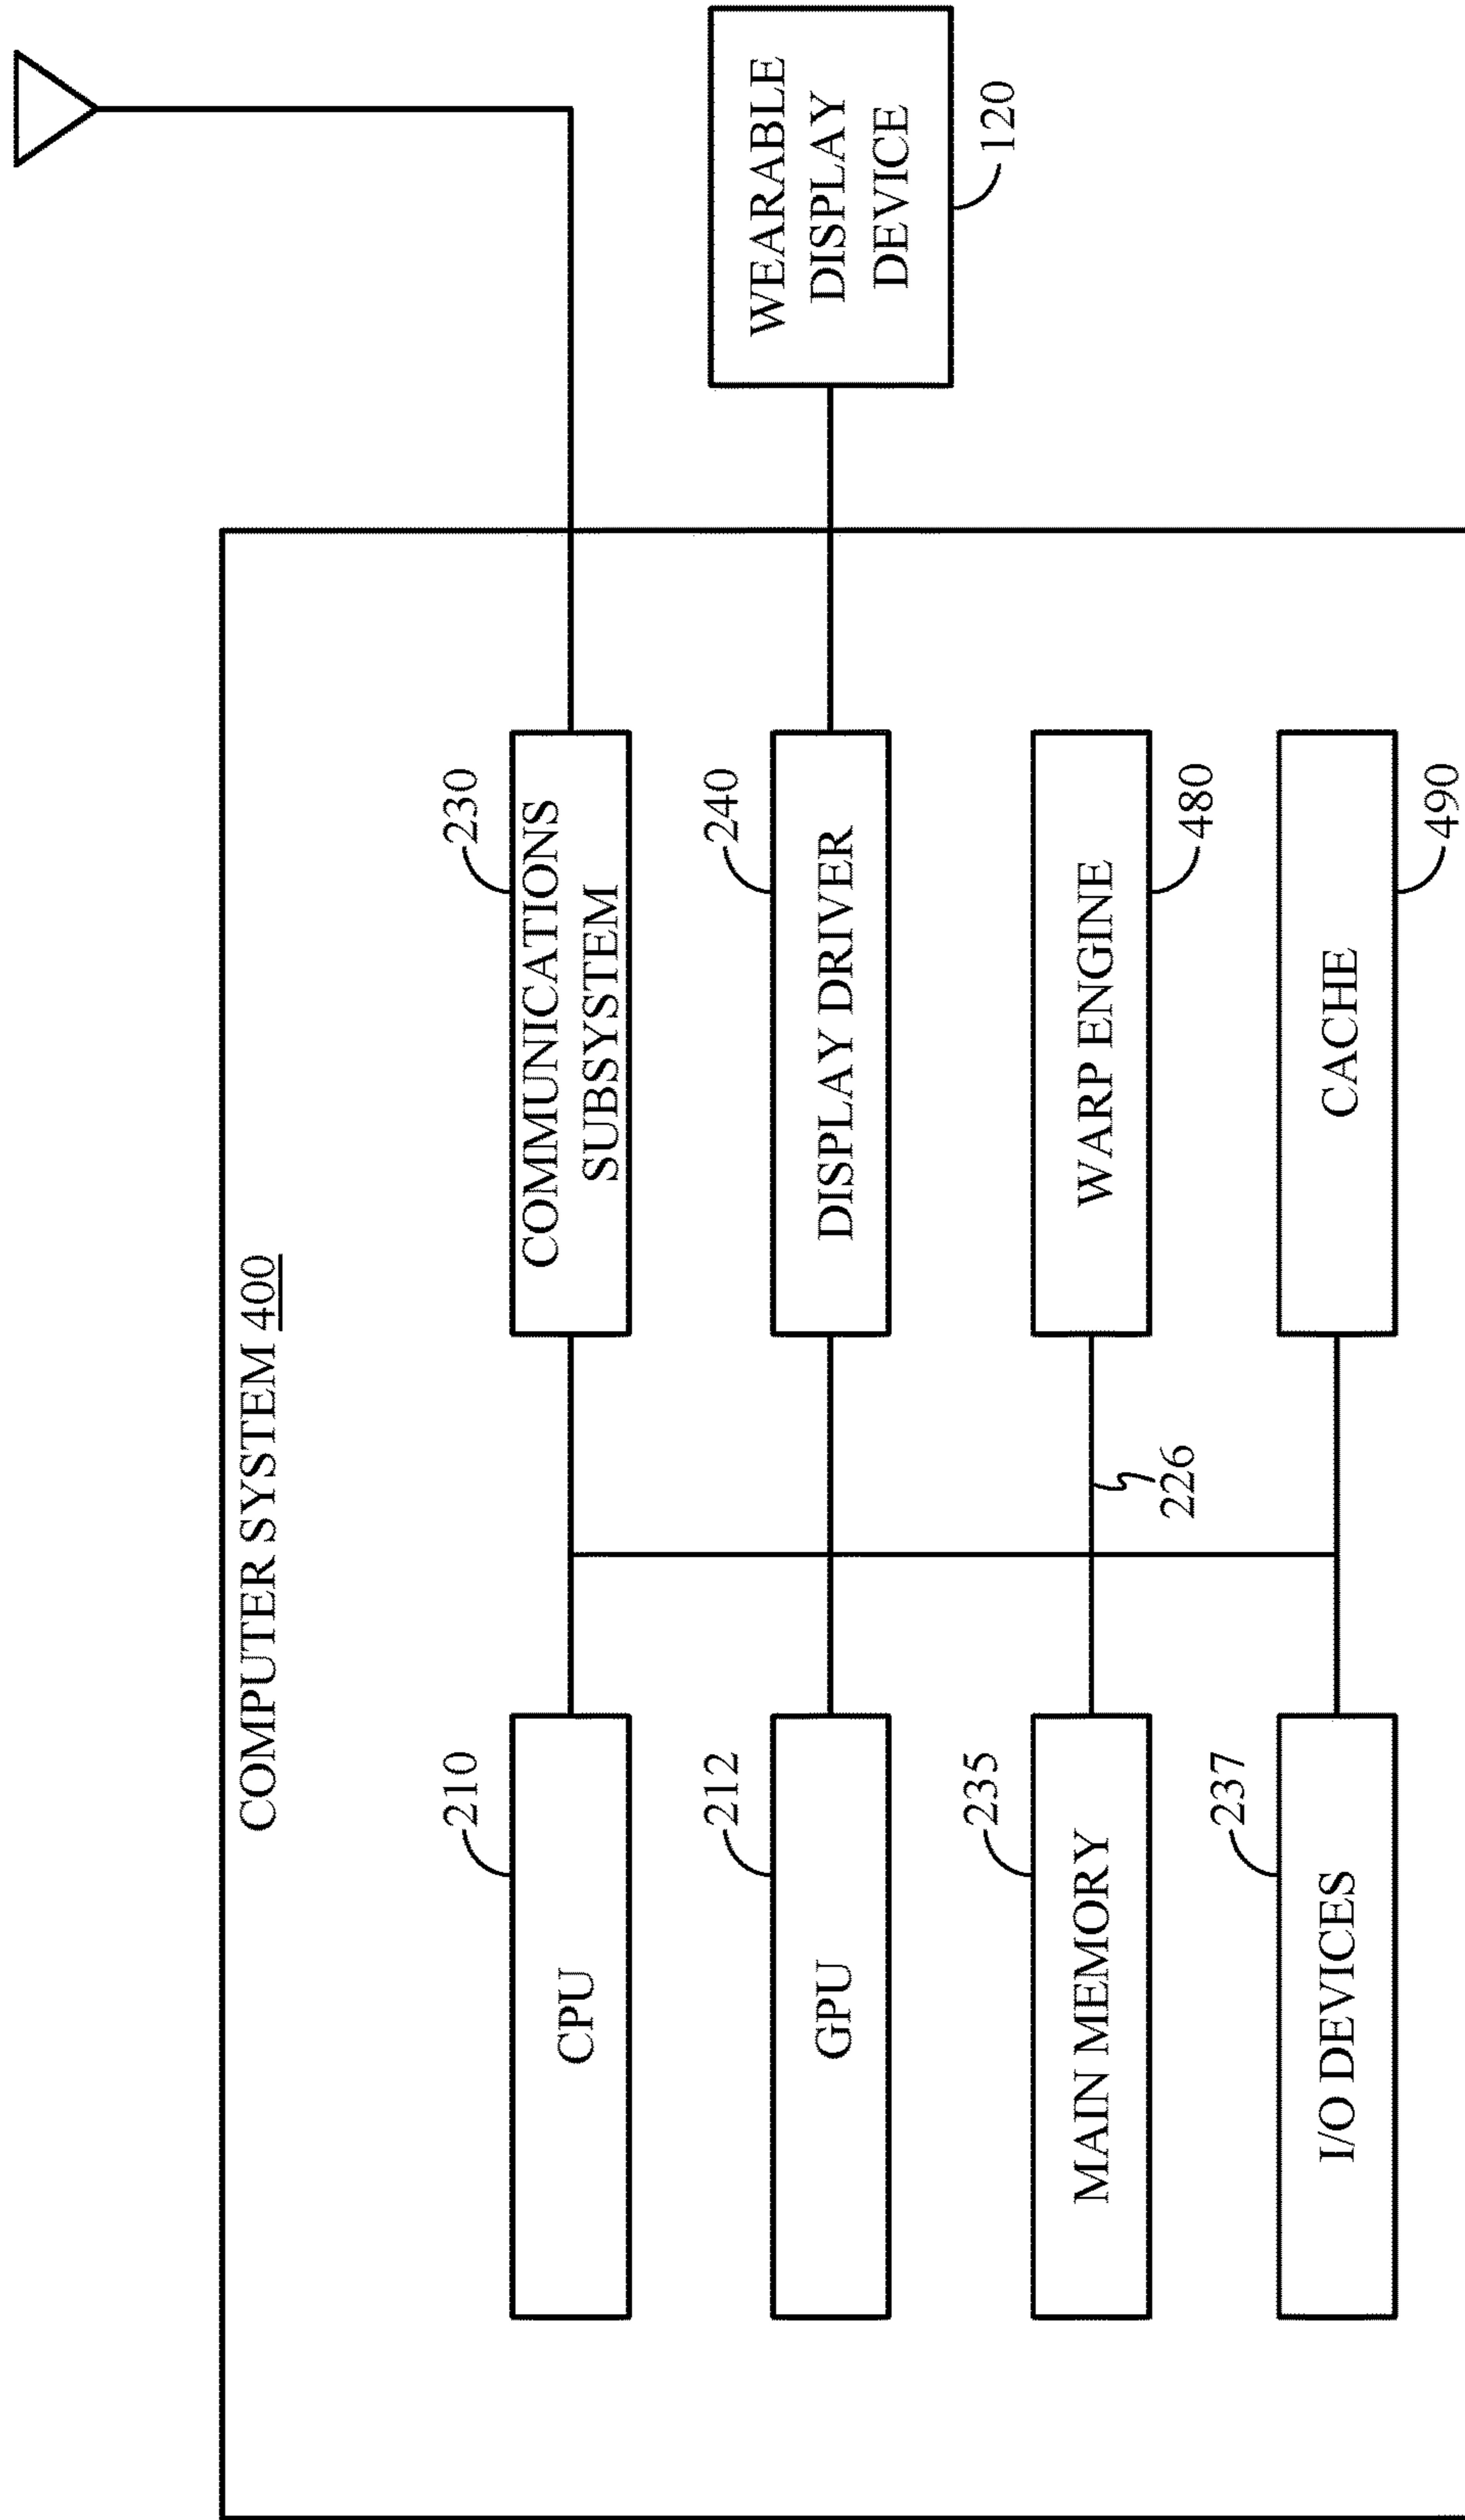 COMPUTER SYSTEM 400
210
CPU
230
COMMUNICATIONS
SUBSYSTEM
212
GPU
240
DISPLAY DRIVER
WEARABLE
DISPLAY
DEVICE
120
235
MAIN MEMORY
WARP ENGINE
480
226
237
I/O DEVICES
CACHE
490